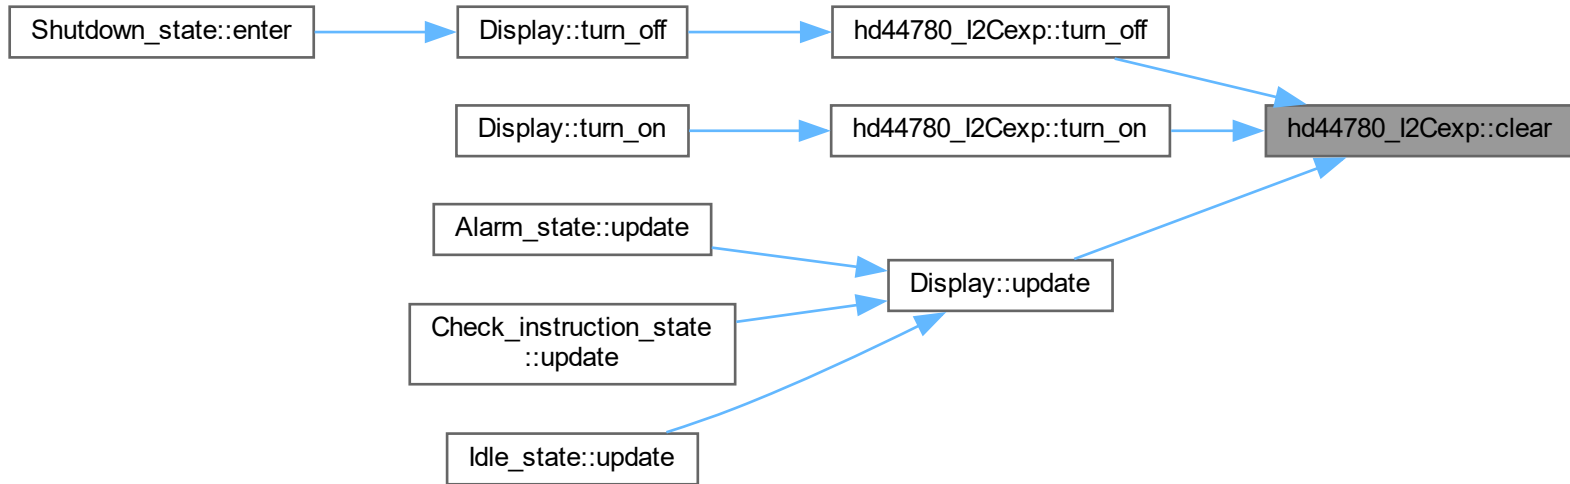 Shutdown_state::enter
Display::turn_off
hd44780_I2Cexp::turn_off
Display::turn_on
hd44780_I2Cexp::turn_on
hd44780_I2Cexp::clear
Alarm_state::update
Display::update
Check_instruction_state
::update
Idle_state::update